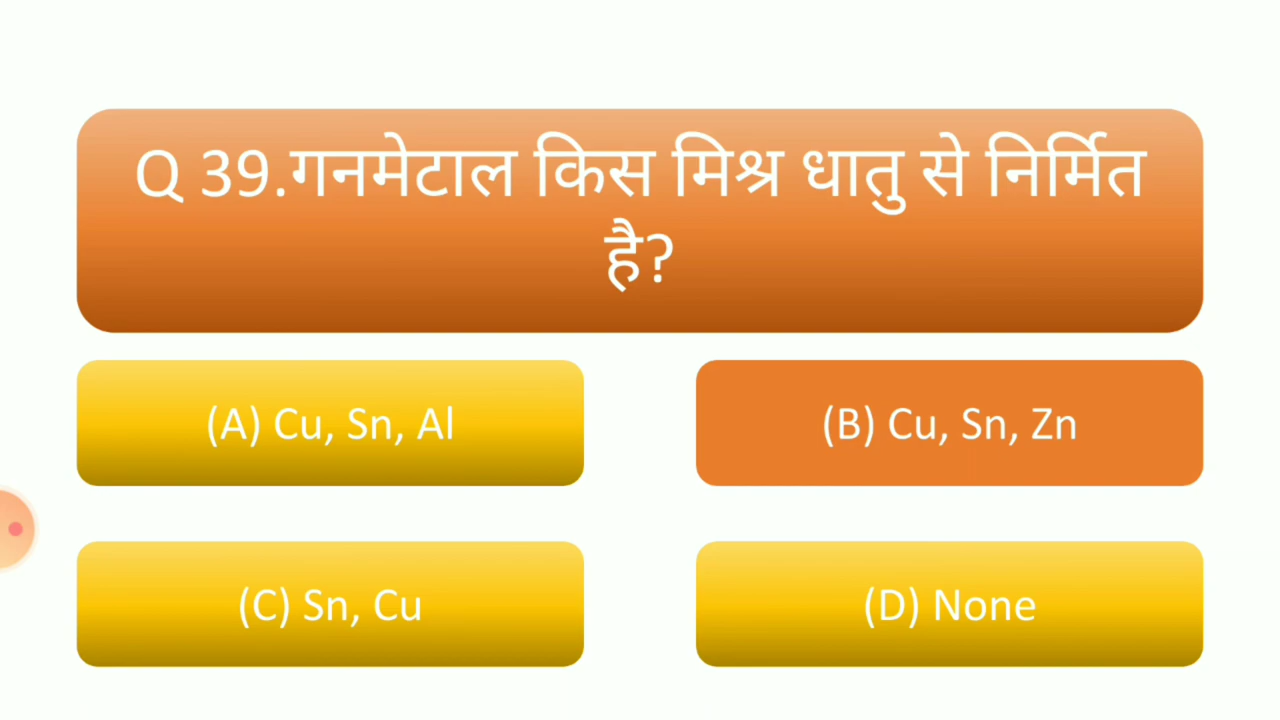 Q 39.गनमेटाल किस मिश्र धातु से निर्मित
है?
(A) Cu, Sn, Al
(B) Cu, Sn, Zn
(C) Sn, Cu
(D) None